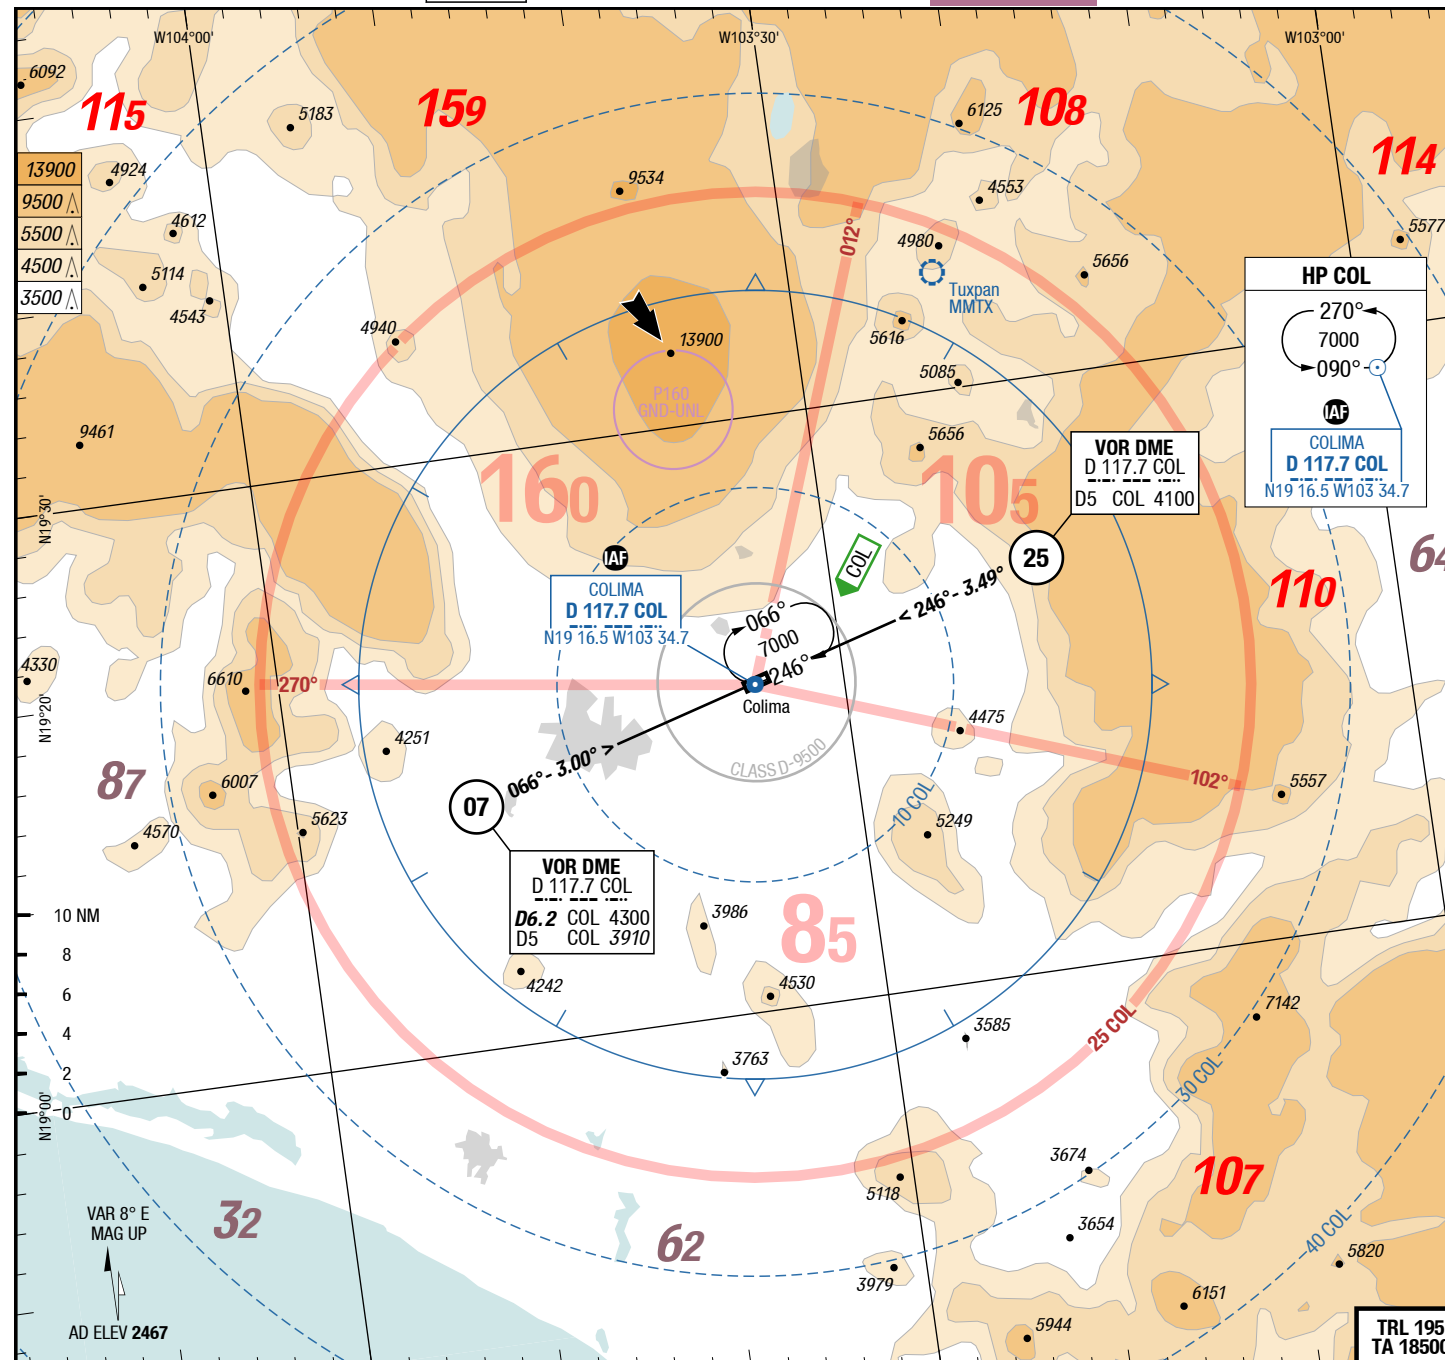 W104°00'
W103°30'
W103°00'
6092
115
5183
159
6125
108
114
4924
9534
4553
5577
13900
9500
5500
4500
3500
4612
5114
4543
4940
13900
012°
4980
Tuxpan
MMTX
5656
5616
5085
HP COL
270°
7000
090°
IAF
COLIMA
D 117.7 COL
N19 16.5 W103 34.7
P160
GND-UNL
9461
5656
160
105
VOR DME
D 117.7 COL
D5 COL 4100
25
64
N19°30'
IAF
COLIMA
D 117.7 COL
N19 16.5 W103 34.7
COL
< 246°- 3.49°
110
066°
7000
246°
Colima
4330
6610
270°
N19°20'
4251
4475
CLASS D-9500
066°- 3.00° >
102°
87
6007
07
10 COL
5557
4570
5623
5249
VOR DME
D 117.7 COL
D6.2 COL 4300
D5 COL 3910
10 NM
8
6
4
2
0
3986
85
4242
4530
7142
3585
25 COL
3763
30 COL
N19°00'
3674
5118
107
VAR 8° E
MAG UP
32
62
3654
40 COL
5820
3979
6151
AD ELEV 2467
5944
TRL 195
TA 18500